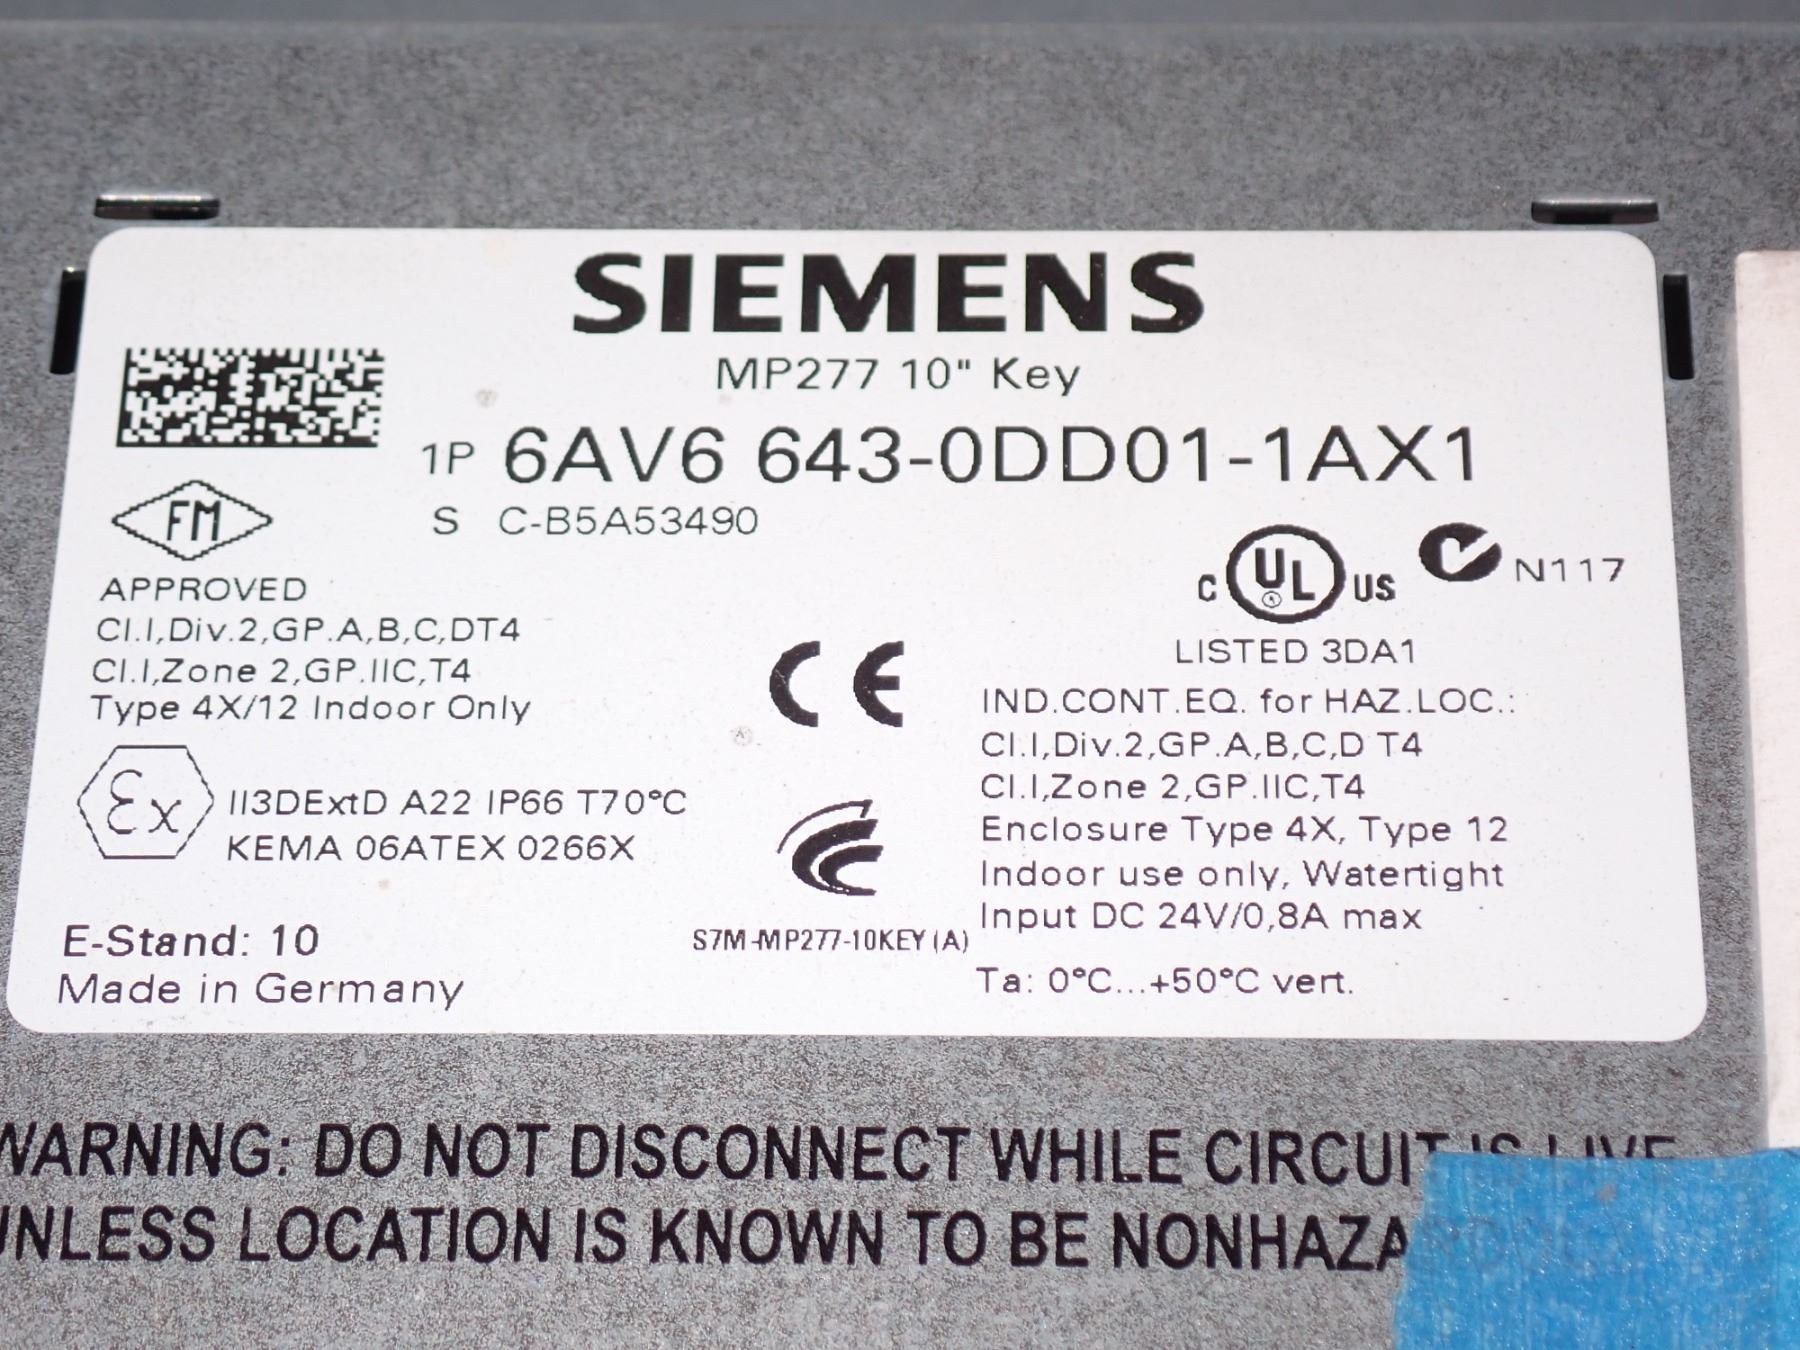 SIEMENS
MP277 10" Key
1P 6AV6 643-0DD01-1AX1
S C-B5A53490
FM
APPROVED
Cl.I,Div.2,GP.A,B,C,DT4
Cl.I,Zone 2,GP.IIC,T4
Type 4X/12 Indoor Only
Ex II3DExtD A22 IP66 T70°C
KEMA 06ATEX 0266X
E-Stand: 10
Made in Germany
CE
S7M-MP277-10KEY(A)
C UL US N117
LISTED 3DA1
IND.CONT.EQ. for HAZ.LOC.:
Cl.I,Div.2,GP.A,B,C,D T4
Cl.I,Zone 2,GP.IIC,T4
Enclosure Type 4X, Type 12
Indoor use only, Watertight
Input DC 24V/0,8A max
Ta: 0°C...+50°C vert.
WARNING: DO NOT DISCONNECT WHILE CIRCUIT IS LIVE
UNLESS LOCATION IS KNOWN TO BE